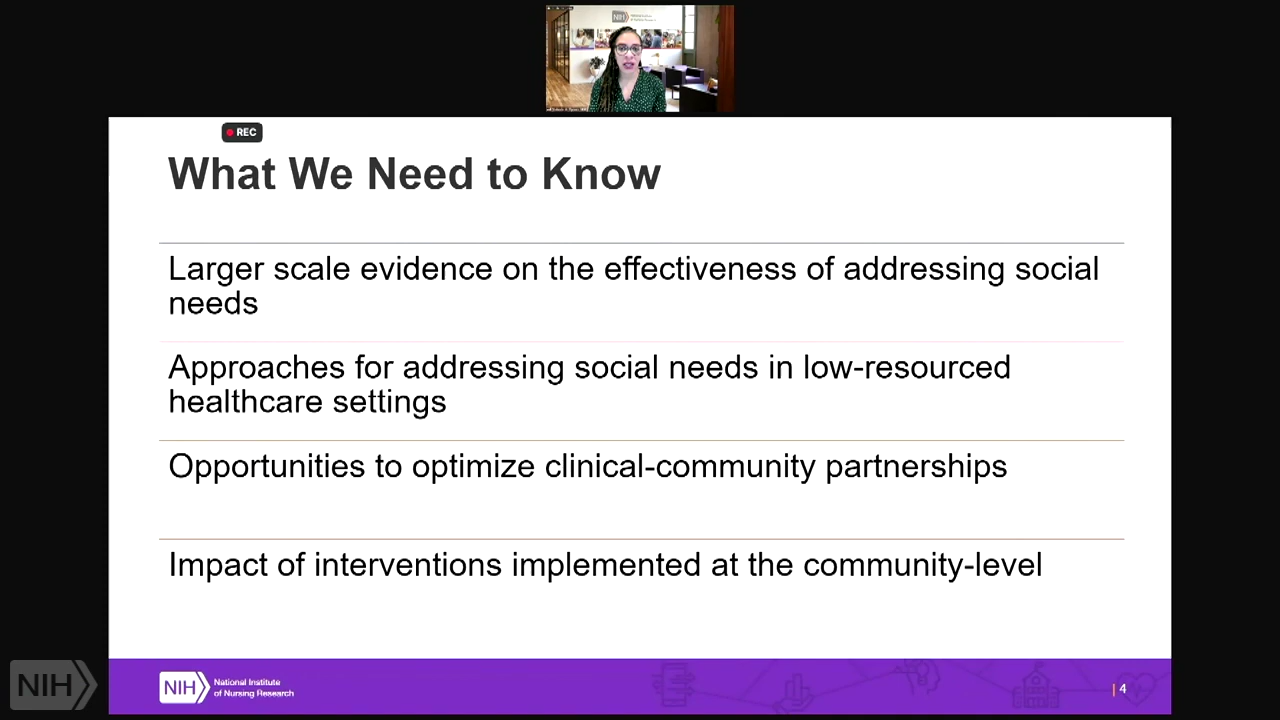 NIH
REC
What We Need to Know
Larger scale evidence on the effectiveness of addressing social
needs
Approaches for addressing social needs in low-resourced
healthcare settings
Opportunities to optimize clinical-community partnerships
Impact of interventions implemented at the community-level
NIH
NIH
National Institute
of Nursing Research
4